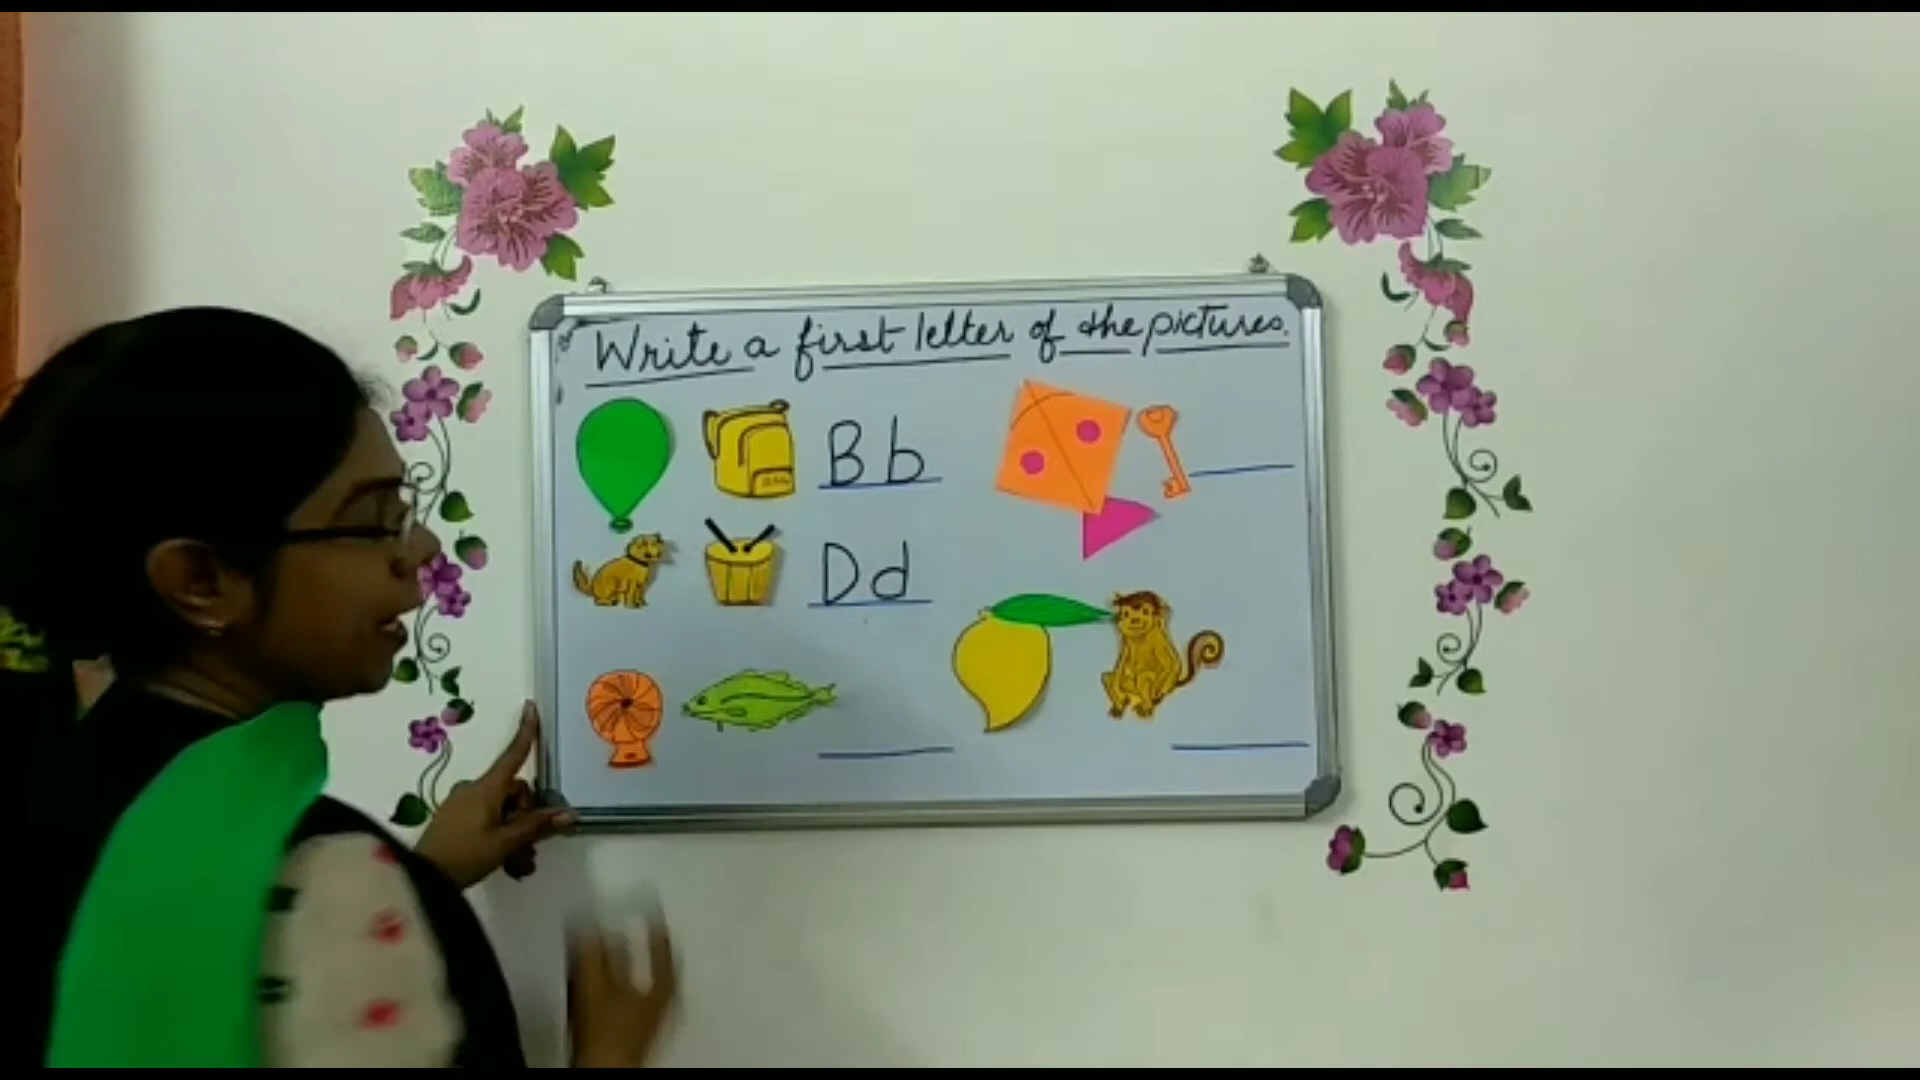 Write a first letter of the pictures.
B b
D d